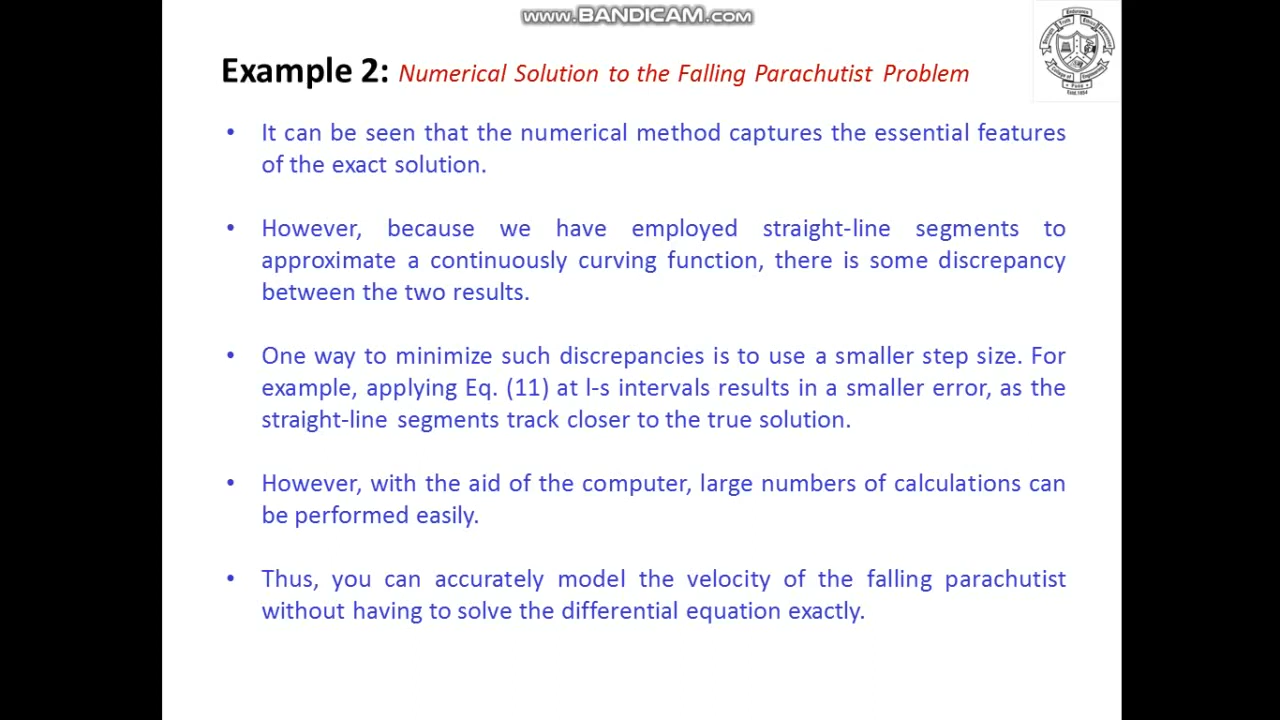 www.BANDICAM.com
Example 2: Numerical Solution to the Falling Parachutist Problem
• It can be seen that the numerical method captures the essential features
of the exact solution.
• However, because we have employed straight-line segments to
approximate a continuously curving function, there is some discrepancy
between the two results.
• One way to minimize such discrepancies is to use a smaller step size. For
example, applying Eq. (11) at l-s intervals results in a smaller error, as the
straight-line segments track closer to the true solution.
• However, with the aid of the computer, large numbers of calculations can
be performed easily.
• Thus, you can accurately model the velocity of the falling parachutist
without having to solve the differential equation exactly.